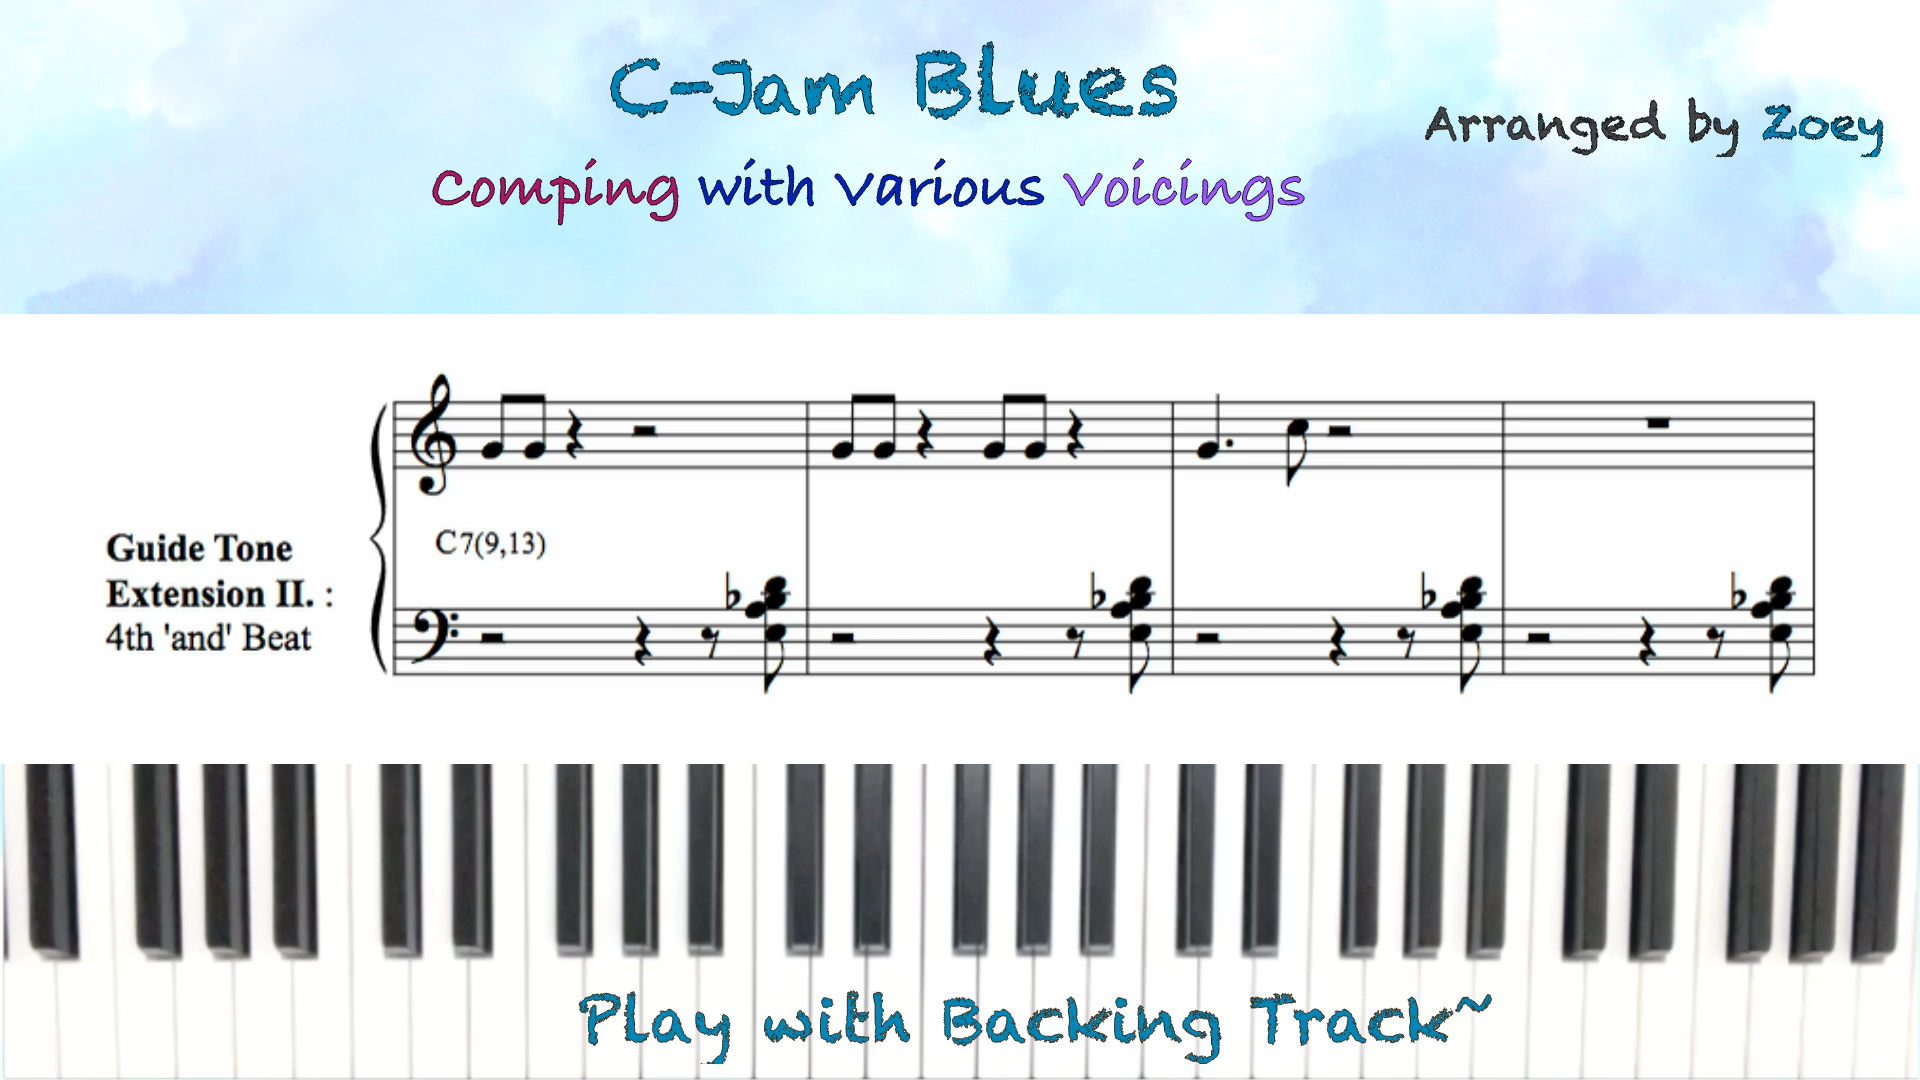 C-Jam Blues
Arranged by Zoey
Comping with Various Voicings
C7(9,13)
Guide Tone
Extension II. :
4th 'and' Beat
Play with Backing Track~